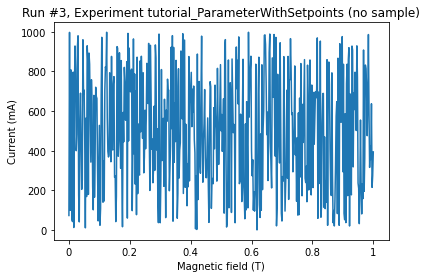 Run #3, Experiment tutorial_ParameterWithSetpoints (no sample)
1000
800
600
400
200
0
Current (mA)
0 0.2 0.4 0.6 0.8 1
Magnetic field (T)